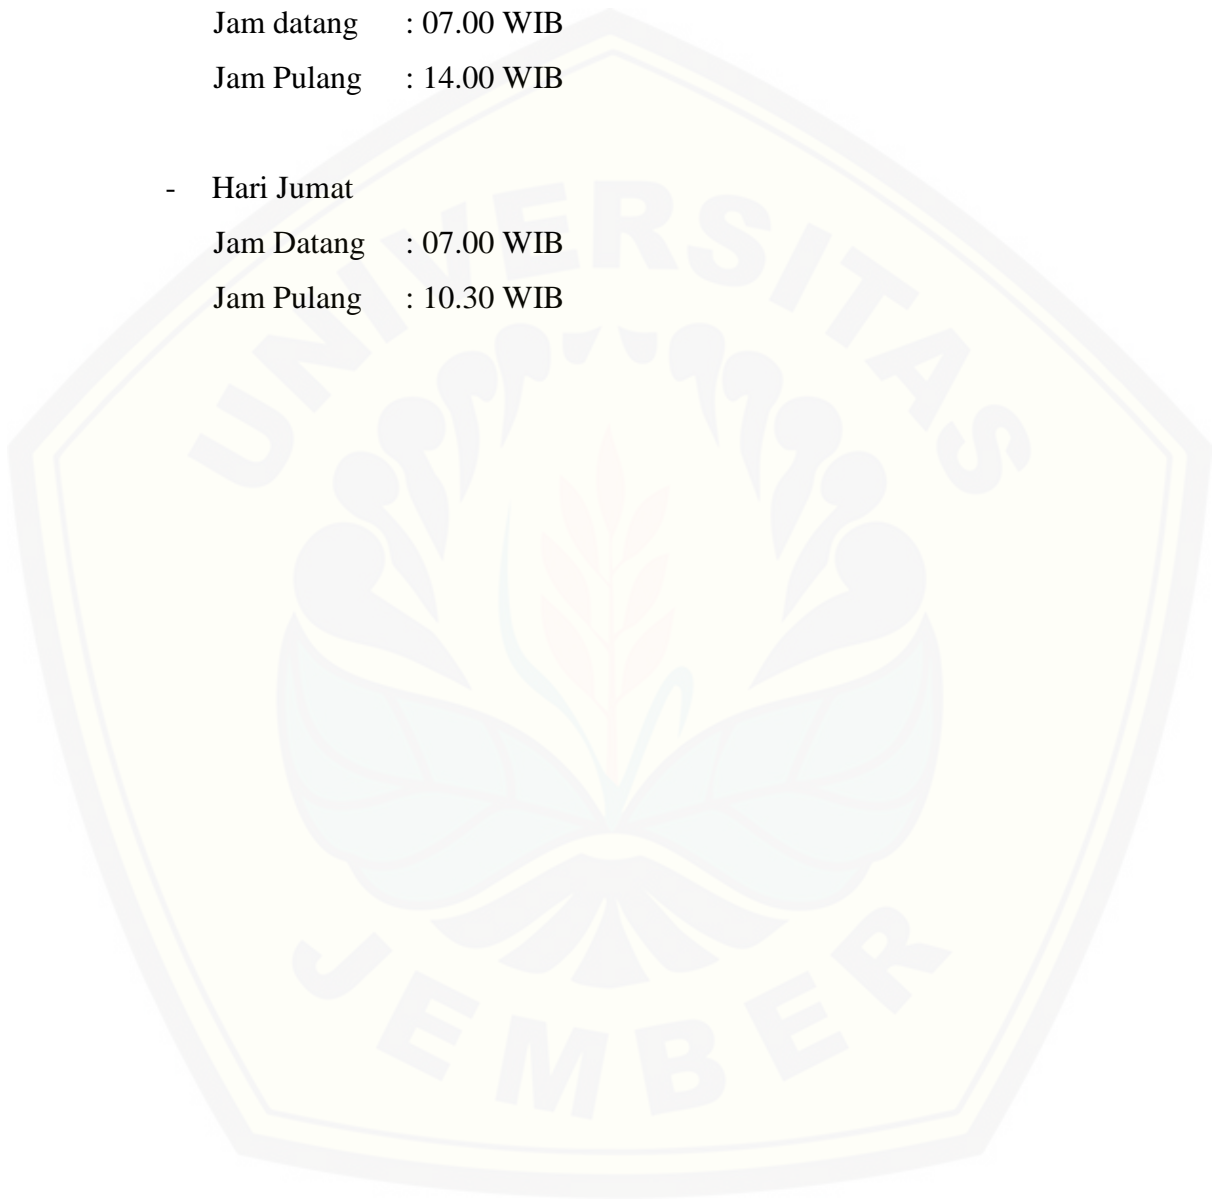 Jam datang : 07.00 WIB
Jam Pulang : 14.00 WIB
- Hari Jumat
Jam Datang : 07.00 WIB
Jam Pulang : 10.30 WIB
UNIVERSITAS
JEMBER